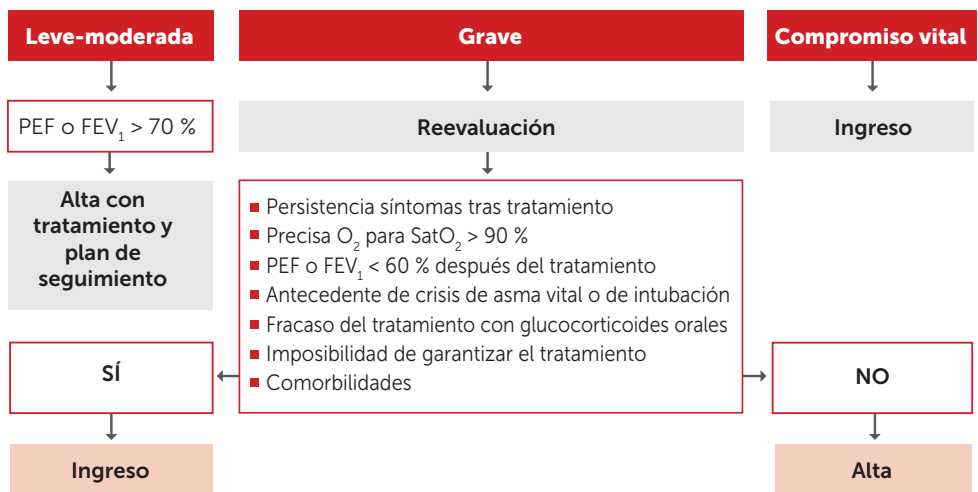 Leve-moderada
Grave
Compromiso vital
PEF o FEV₁ > 70 %
Reevaluación
Ingreso
Alta con
tratamiento y
plan de
seguimiento
Persistencia síntomas tras tratamiento
Precisa O₂ para SatO₂ > 90 %
PEF o FEV₁ < 60 % después del tratamiento
Antecedente de crisis de asma vital o de intubación
Fracaso del tratamiento con glucocorticoides orales
Imposibilidad de garantizar el tratamiento
Comorbilidades
SÍ
NO
Ingreso
Alta